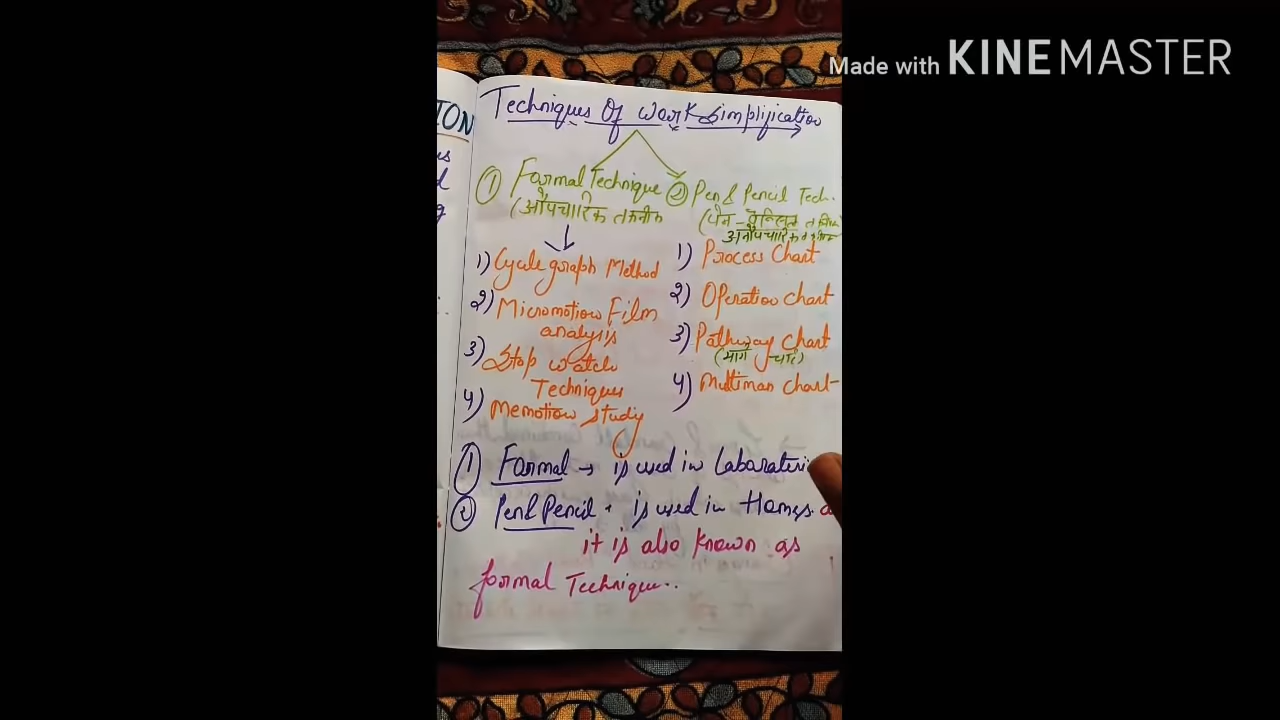 Made with KINEMASTER
TION
Techniques Of Work Simplification
① Formal Technique
(औपचारिक तकनीक
② Pen & Pencil Tech.
(पेन - पेन्सिल
अनौपचारिक
1) Cycle graph Method
2) Micromotion Film
analysis
3) Stop watch
Techniques
4) Memotion study
1) Process Chart
2) Operation chart
3) Pathway chart
(मार्ग चार्ट)
4) Multiman chart
① Formal → is used in Laboratori
② Pen & Pencil • is used in Homes.
it is also known as
formal Technique..